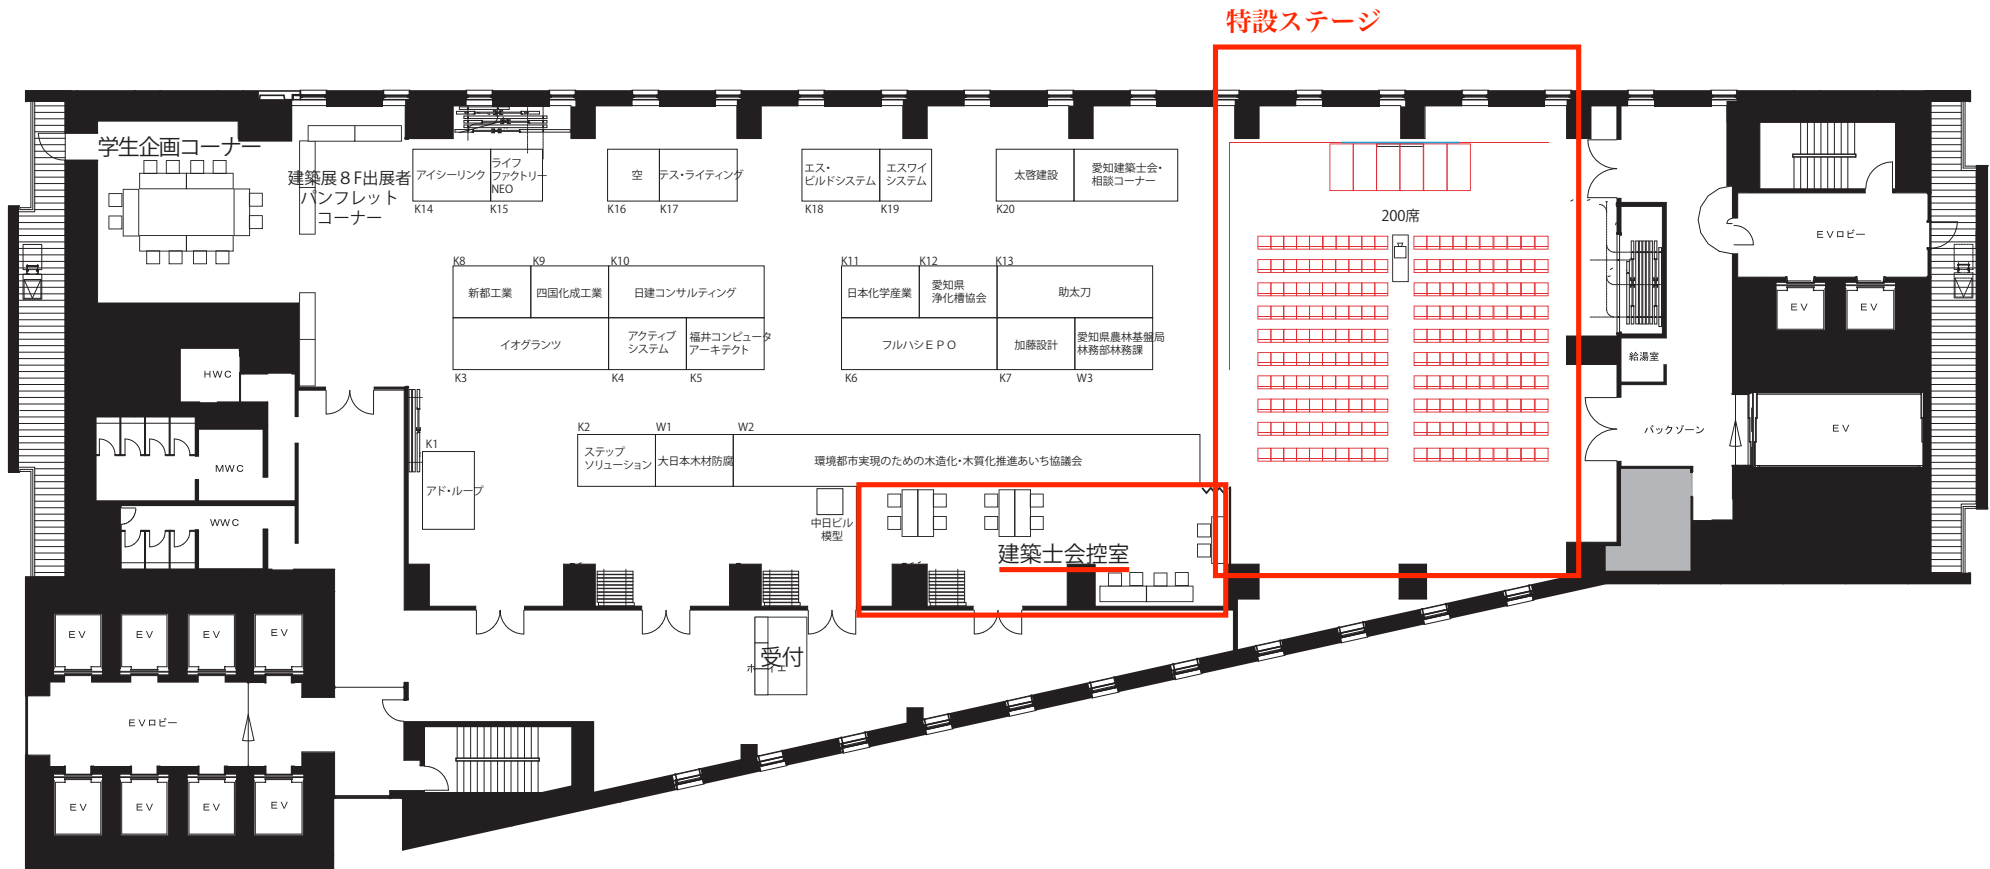 特設ステージ
学生企画コーナー
建築展８F出展者
パンフレット
コーナー
アイシーリンク
ライフ
ファクトリー
NEO
K14
K15
空
テス・ライティング
K16
K17
エス・
ビルドシステム
エスワイ
システム
K18
K19
太啓建設
愛知建築士会・
相談コーナー
K20
200席
K8
K9
K10
新都工業
四国化成工業
日建コンサルティング
イオグランツ
アクティブ
システム
福井コンピュータ
アーキテクト
K3
K4
K5
K11
K12
K13
日本化学産業
愛知県
浄化槽協会
助太刀
フルハシＥＰＯ
加藤設計
愛知県農林基盤局
林務部林務課
K6
K7
W3
K2
W1
W2
ステップ
ソリューション
大日本木材防腐
環境都市実現のための木造化・木質化推進あいち協議会
K1
アド・ループ
中日ビル
模型
建築士会控室
受付
HWC
MWC
WWC
EV
EV
EV
EV
EVロビー
EV
EV
EV
EV
EVロビー
EV
EV
給湯室
バックゾーン
EV